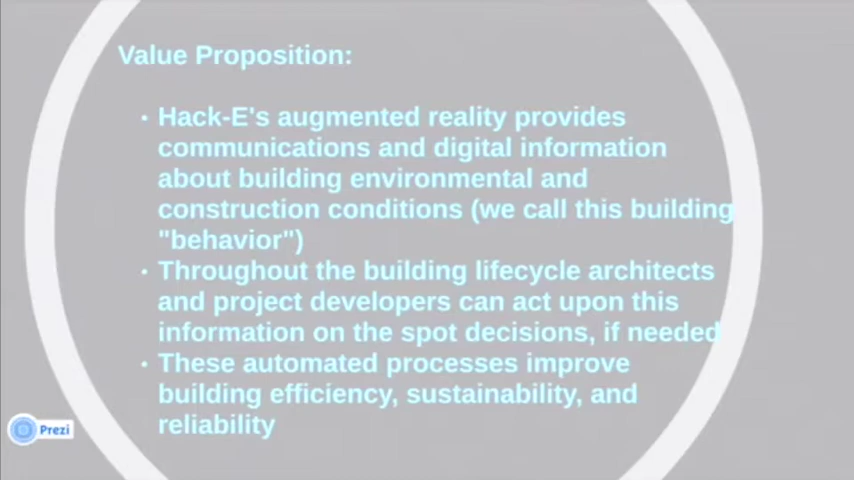 Value Proposition:
• Hack-E's augmented reality provides
communications and digital information
about building environmental and
construction conditions (we call this building
"behavior")
• Throughout the building lifecycle architects
and project developers can act upon this
information on the spot decisions, if needed
• These automated processes improve
building efficiency, sustainability, and
reliability
Prezi